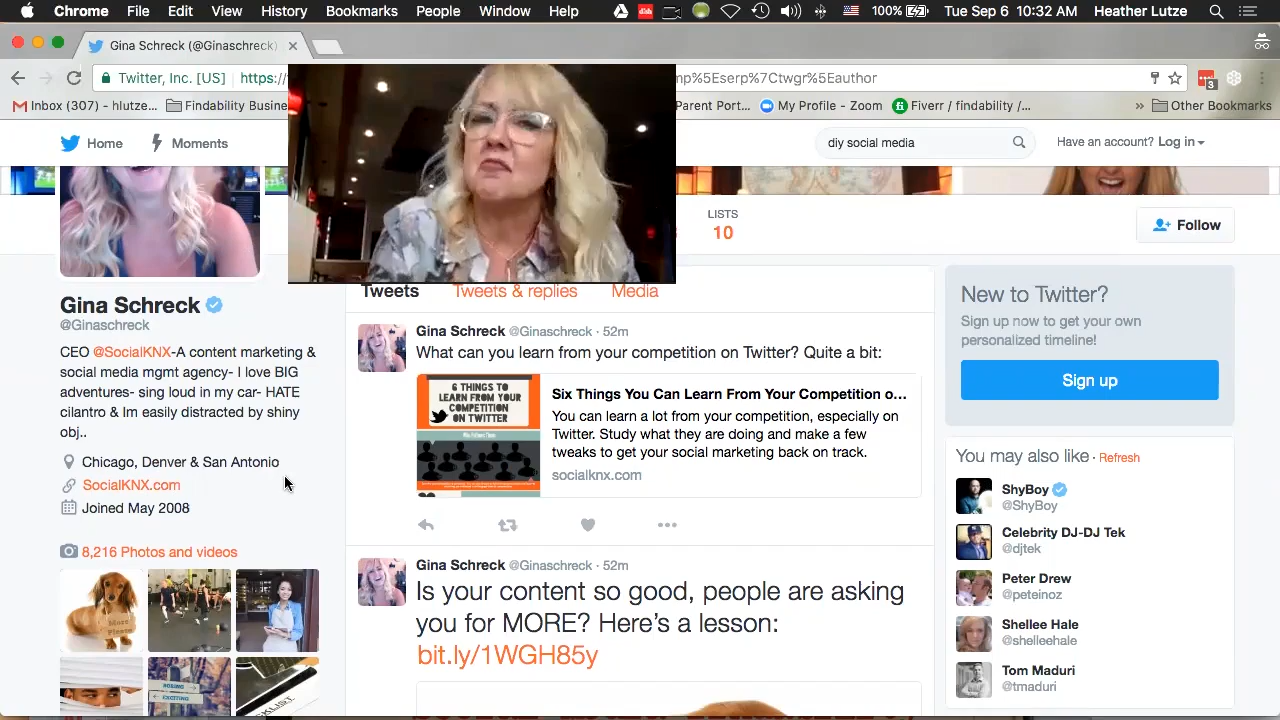 Chrome File Edit View History Bookmarks People Window Help 100% Tue Sep 6 10:32 AM Heather Lutze
Gina Schreck (@Ginaschreck)
Twitter, Inc. [US] https:/ mp%5Eserp%7Ctwgr%5Eauthor
Inbox (307) - hlutze... Findability Busine Parent Port... My Profile - Zoom Fiverr / findability /... » Other Bookmarks
3
Home Moments diy social media Have an account? Log in
LISTS
10
Follow
Tweets Tweets & replies Media
Gina Schreck
@Ginaschreck
CEO @SocialKNX-A content marketing &
social media mgmt agency- I love BIG
adventures- sing loud in my car- HATE
cilantro & Im easily distracted by shiny
obj..
Chicago, Denver & San Antonio
SocialKNX.com
Joined May 2008
8,216 Photos and videos
More
Please
BOXING
EXCITING
Gina Schreck @Ginaschreck · 52m
What can you learn from your competition on Twitter? Quite a bit:
6 THINGS TO
LEARN FROM YOUR
COMPETITION
ON TWITTER
Six Things You Can Learn From Your Competition o...
You can learn a lot from your competition, especially on
Twitter. Study what they are doing and make a few
tweaks to get your social marketing back on track.
socialknx.com
Gina Schreck @Ginaschreck · 52m
Is your content so good, people are asking
you for MORE? Here's a lesson:
bit.ly/1WGH85y
New to Twitter?
Sign up now to get your own
personalized timeline!
Sign up
You may also like · Refresh
ShyBoy
@ShyBoy
Celebrity DJ-DJ Tek
@djtek
Peter Drew
@peteinoz
Shellee Hale
@shelleehale
Tom Maduri
@tmaduri